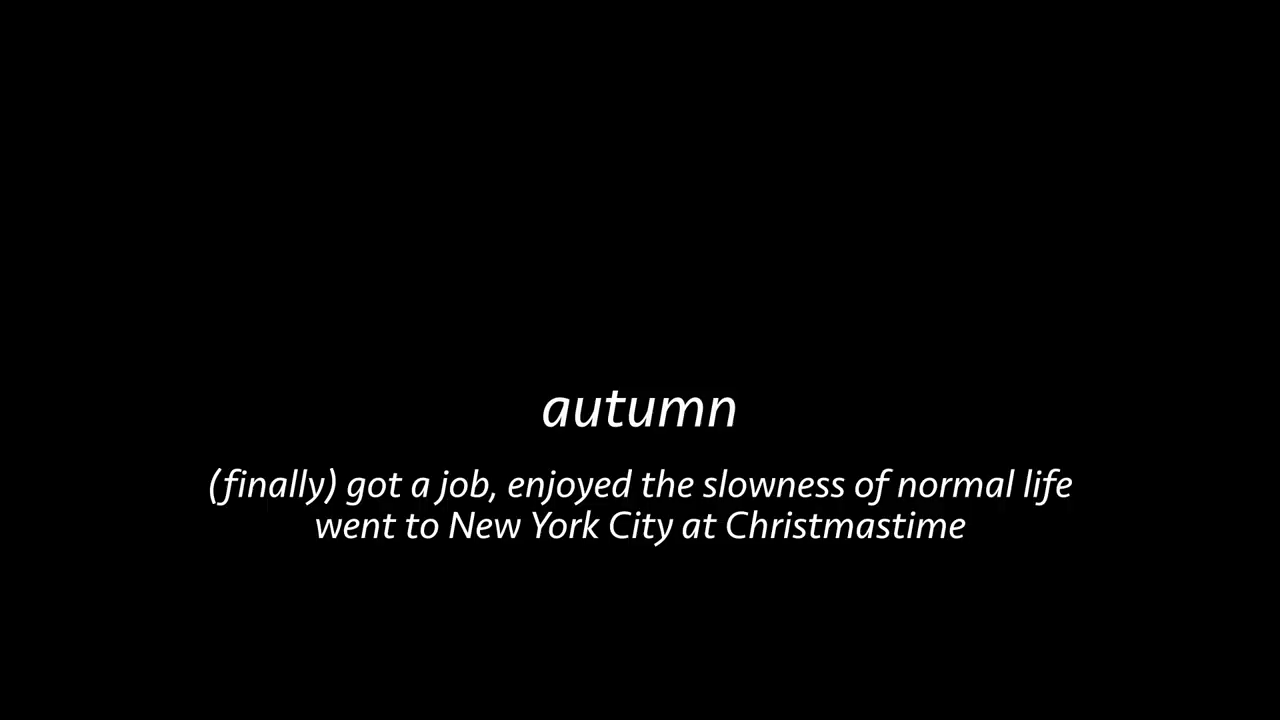 autumn
(finally) got a job, enjoyed the slowness of normal life
went to New York City at Christmastime